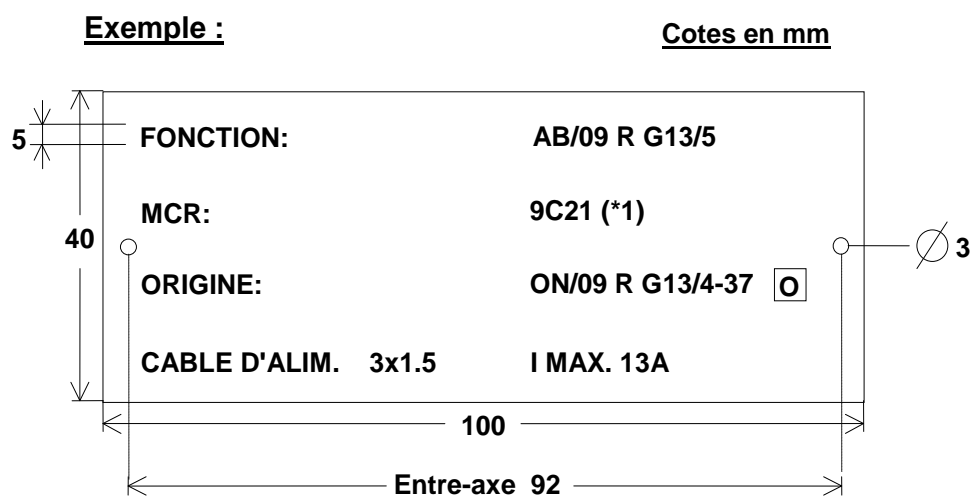 Exemple :
Cotes en mm
5
FONCTION: AB/09 R G13/5
MCR: 9C21 (*1)
40
3
ORIGINE: ON/09 R G13/4-37 O
CABLE D'ALIM. 3x1.5 I MAX. 13A
100
Entre-axe 92